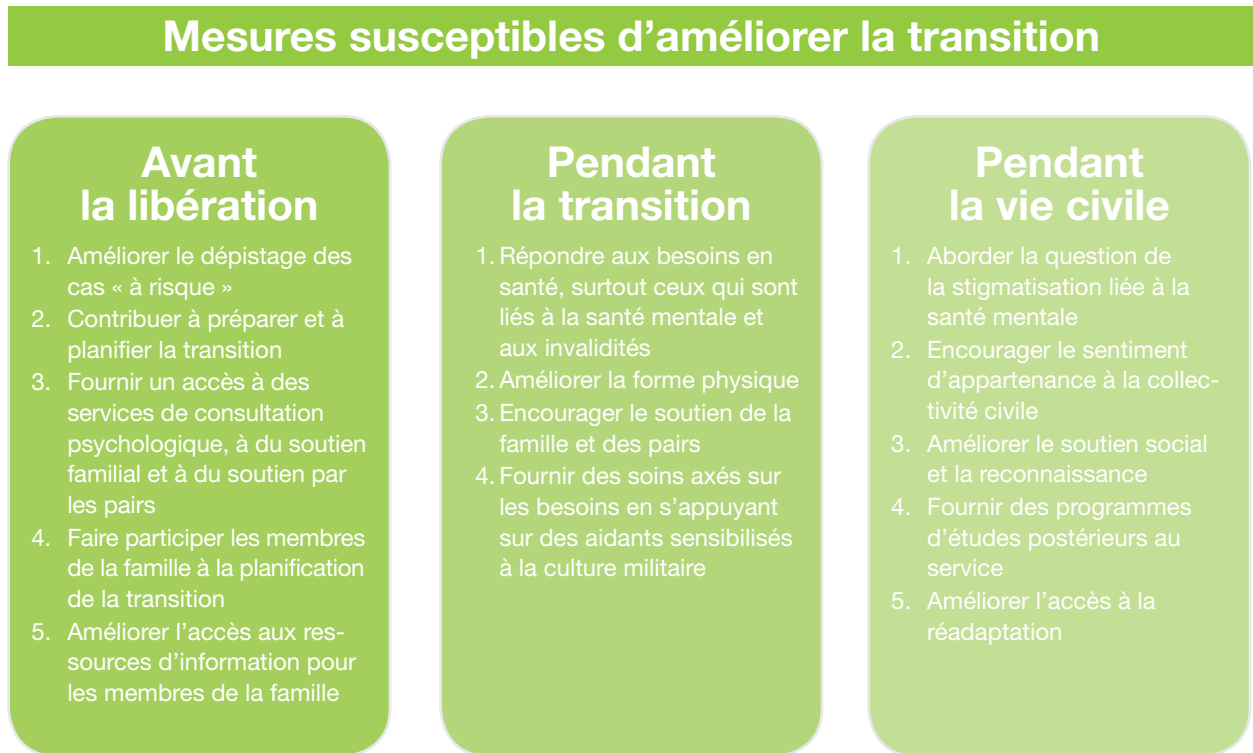 Mesures susceptibles d’améliorer la transition
Avant
la libération
1. Améliorer le dépistage des
cas « à risque »
2. Contribuer à préparer et à
planifier la transition
3. Fournir un accès à des
services de consultation
psychologique, à du soutien
familial et à du soutien par
les pairs
4. Faire participer les membres
de la famille à la planification
de la transition
5. Améliorer l’accès aux res-
sources d’information pour
les membres de la famille
Pendant
la transition
1. Répondre aux besoins en
santé, surtout ceux qui sont
liés à la santé mentale et
aux invalidités
2. Améliorer la forme physique
3. Encourager le soutien de la
famille et des pairs
4. Fournir des soins axés sur
les besoins en s’appuyant
sur des aidants sensibilisés
à la culture militaire
Pendant
la vie civile
1. Aborder la question de
la stigmatisation liée à la
santé mentale
2. Encourager le sentiment
d’appartenance à la collec-
tivité civile
3. Améliorer le soutien social
et la reconnaissance
4. Fournir des programmes
d’études postérieurs au
service
5. Améliorer l’accès à la
réadaptation